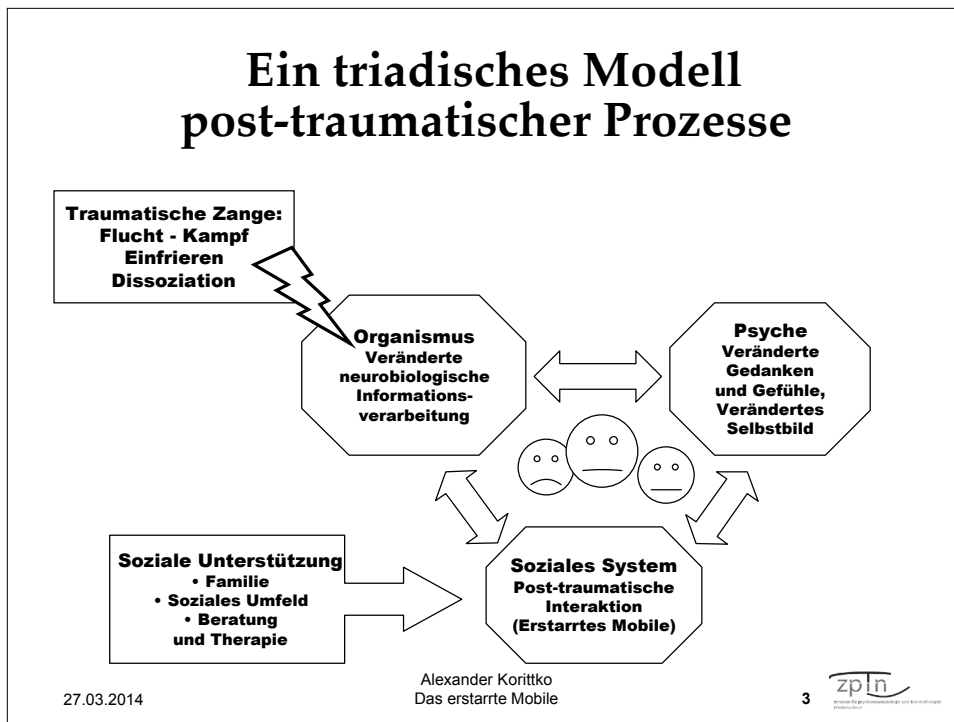 Ein triadisches Modell
post-traumatischer Prozesse
Traumatische Zange:
Flucht - Kampf
Einfrieren
Dissoziation
Organismus
Veränderte
neurobiologische
Informations-
verarbeitung
Psyche
Veränderte
Gedanken
und Gefühle,
Verändertes
Selbstbild
Soziale Unterstützung
• Familie
• Soziales Umfeld
• Beratung
und Therapie
Soziales System
Post-traumatische
Interaktion
(Erstarrtes Mobile)
27.03.2014
Alexander Korittko
Das erstarrte Mobile
3
zptn